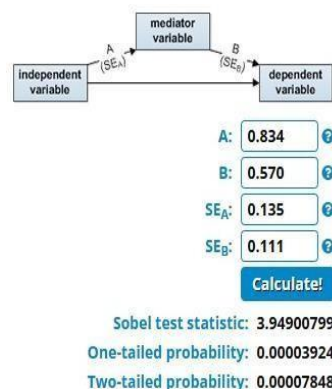 mediator
variable
A
(SEA)
B
(SEB)
independent
variable
dependent
variable
A: 0.834 ?
B: 0.570 ?
SEA: 0.135 ?
SEB: 0.111 ?
Calculate!
Sobel test statistic: 3.94900799
One-tailed probability: 0.00003924
Two-tailed probability: 0.00007848